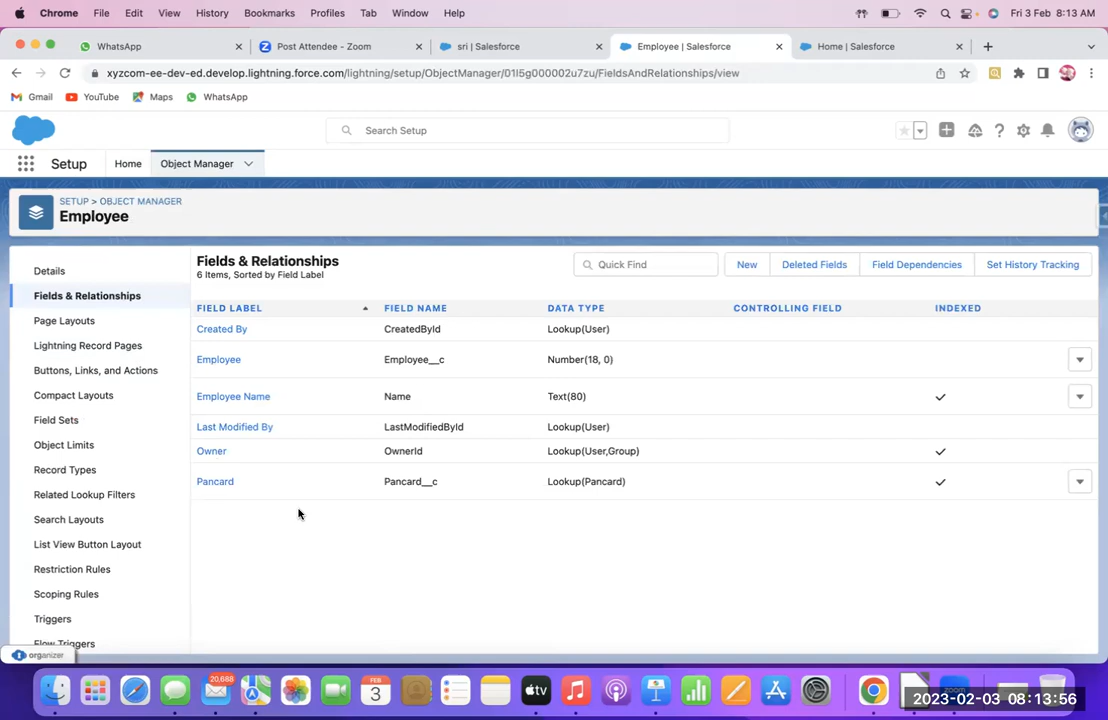 Chrome File Edit View History Bookmarks Profiles Tab Window Help Fri 3 Feb 8:13 AM
WhatsApp Post Attendee - Zoom sri | Salesforce Employee | Salesforce Home | Salesforce
xyzcom-ee-dev-ed.develop.lightning.force.com/lightning/setup/ObjectManager/01I5g000002u7zu/FieldsAndRelationships/view
Gmail YouTube Maps WhatsApp
Search Setup
Setup Home Object Manager
SETUP > OBJECT MANAGER
Employee
Details
Fields & Relationships
Page Layouts
Lightning Record Pages
Buttons, Links, and Actions
Compact Layouts
Field Sets
Object Limits
Record Types
Related Lookup Filters
Search Layouts
List View Button Layout
Restriction Rules
Scoping Rules
Triggers
Flow Triggers
organizer
Fields & Relationships
6 Items, Sorted by Field Label
Quick Find New Deleted Fields Field Dependencies Set History Tracking
FIELD LABEL FIELD NAME DATA TYPE CONTROLLING FIELD INDEXED
Created By CreatedById Lookup(User)
Employee Employee__c Number(18, 0)
Employee Name Name Text(80)
Last Modified By LastModifiedById Lookup(User)
Owner OwnerId Lookup(User,Group)
Pancard Pancard__c Lookup(Pancard)
20,688
FEB
3
tv
zoom
2023-02-03 08:13:56